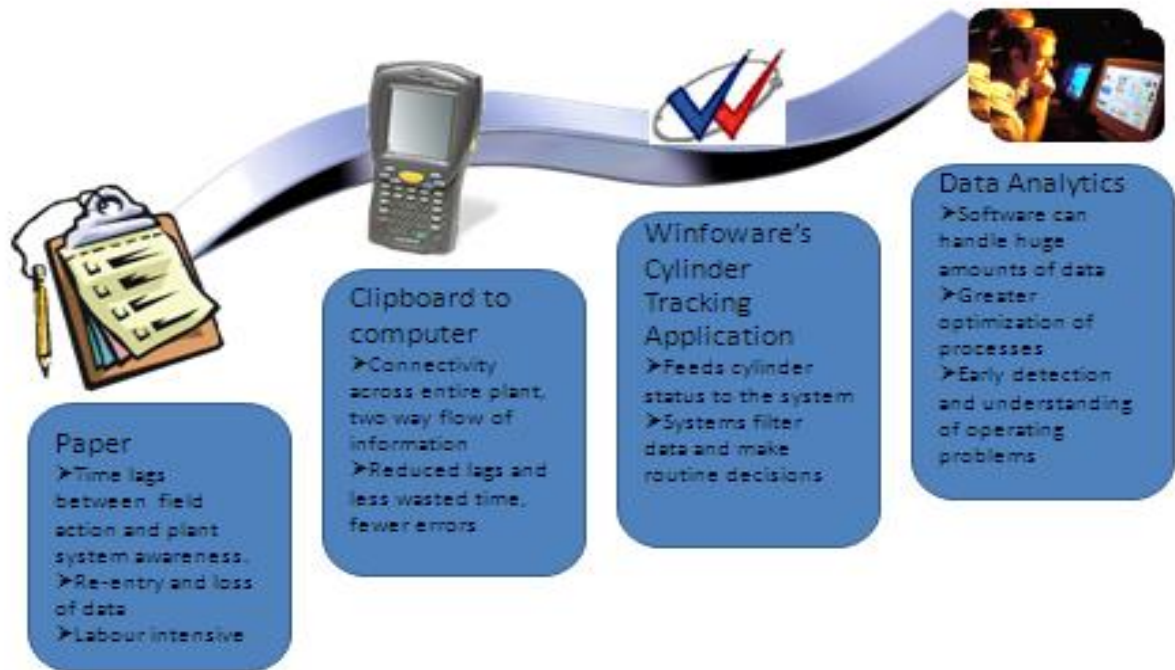 Paper
➤Time lags
between field
action and plant
system awareness.
➤Re-entry and loss
of data
➤Labour intensive
Clipboard to
computer
➤Connectivity
across entire plant,
two way flow of
information
➤Reduced lags and
less wasted time,
fewer errors
Winfoware's
Cylinder
Tracking
Application
➤Feeds cylinder
status to the system
➤Systems filter
data and make
routine decisions
Data Analytics
➤Software can
handle huge
amounts of data
➤Greater
optimization of
processes
➤Early detection
and understanding
of operating
problems